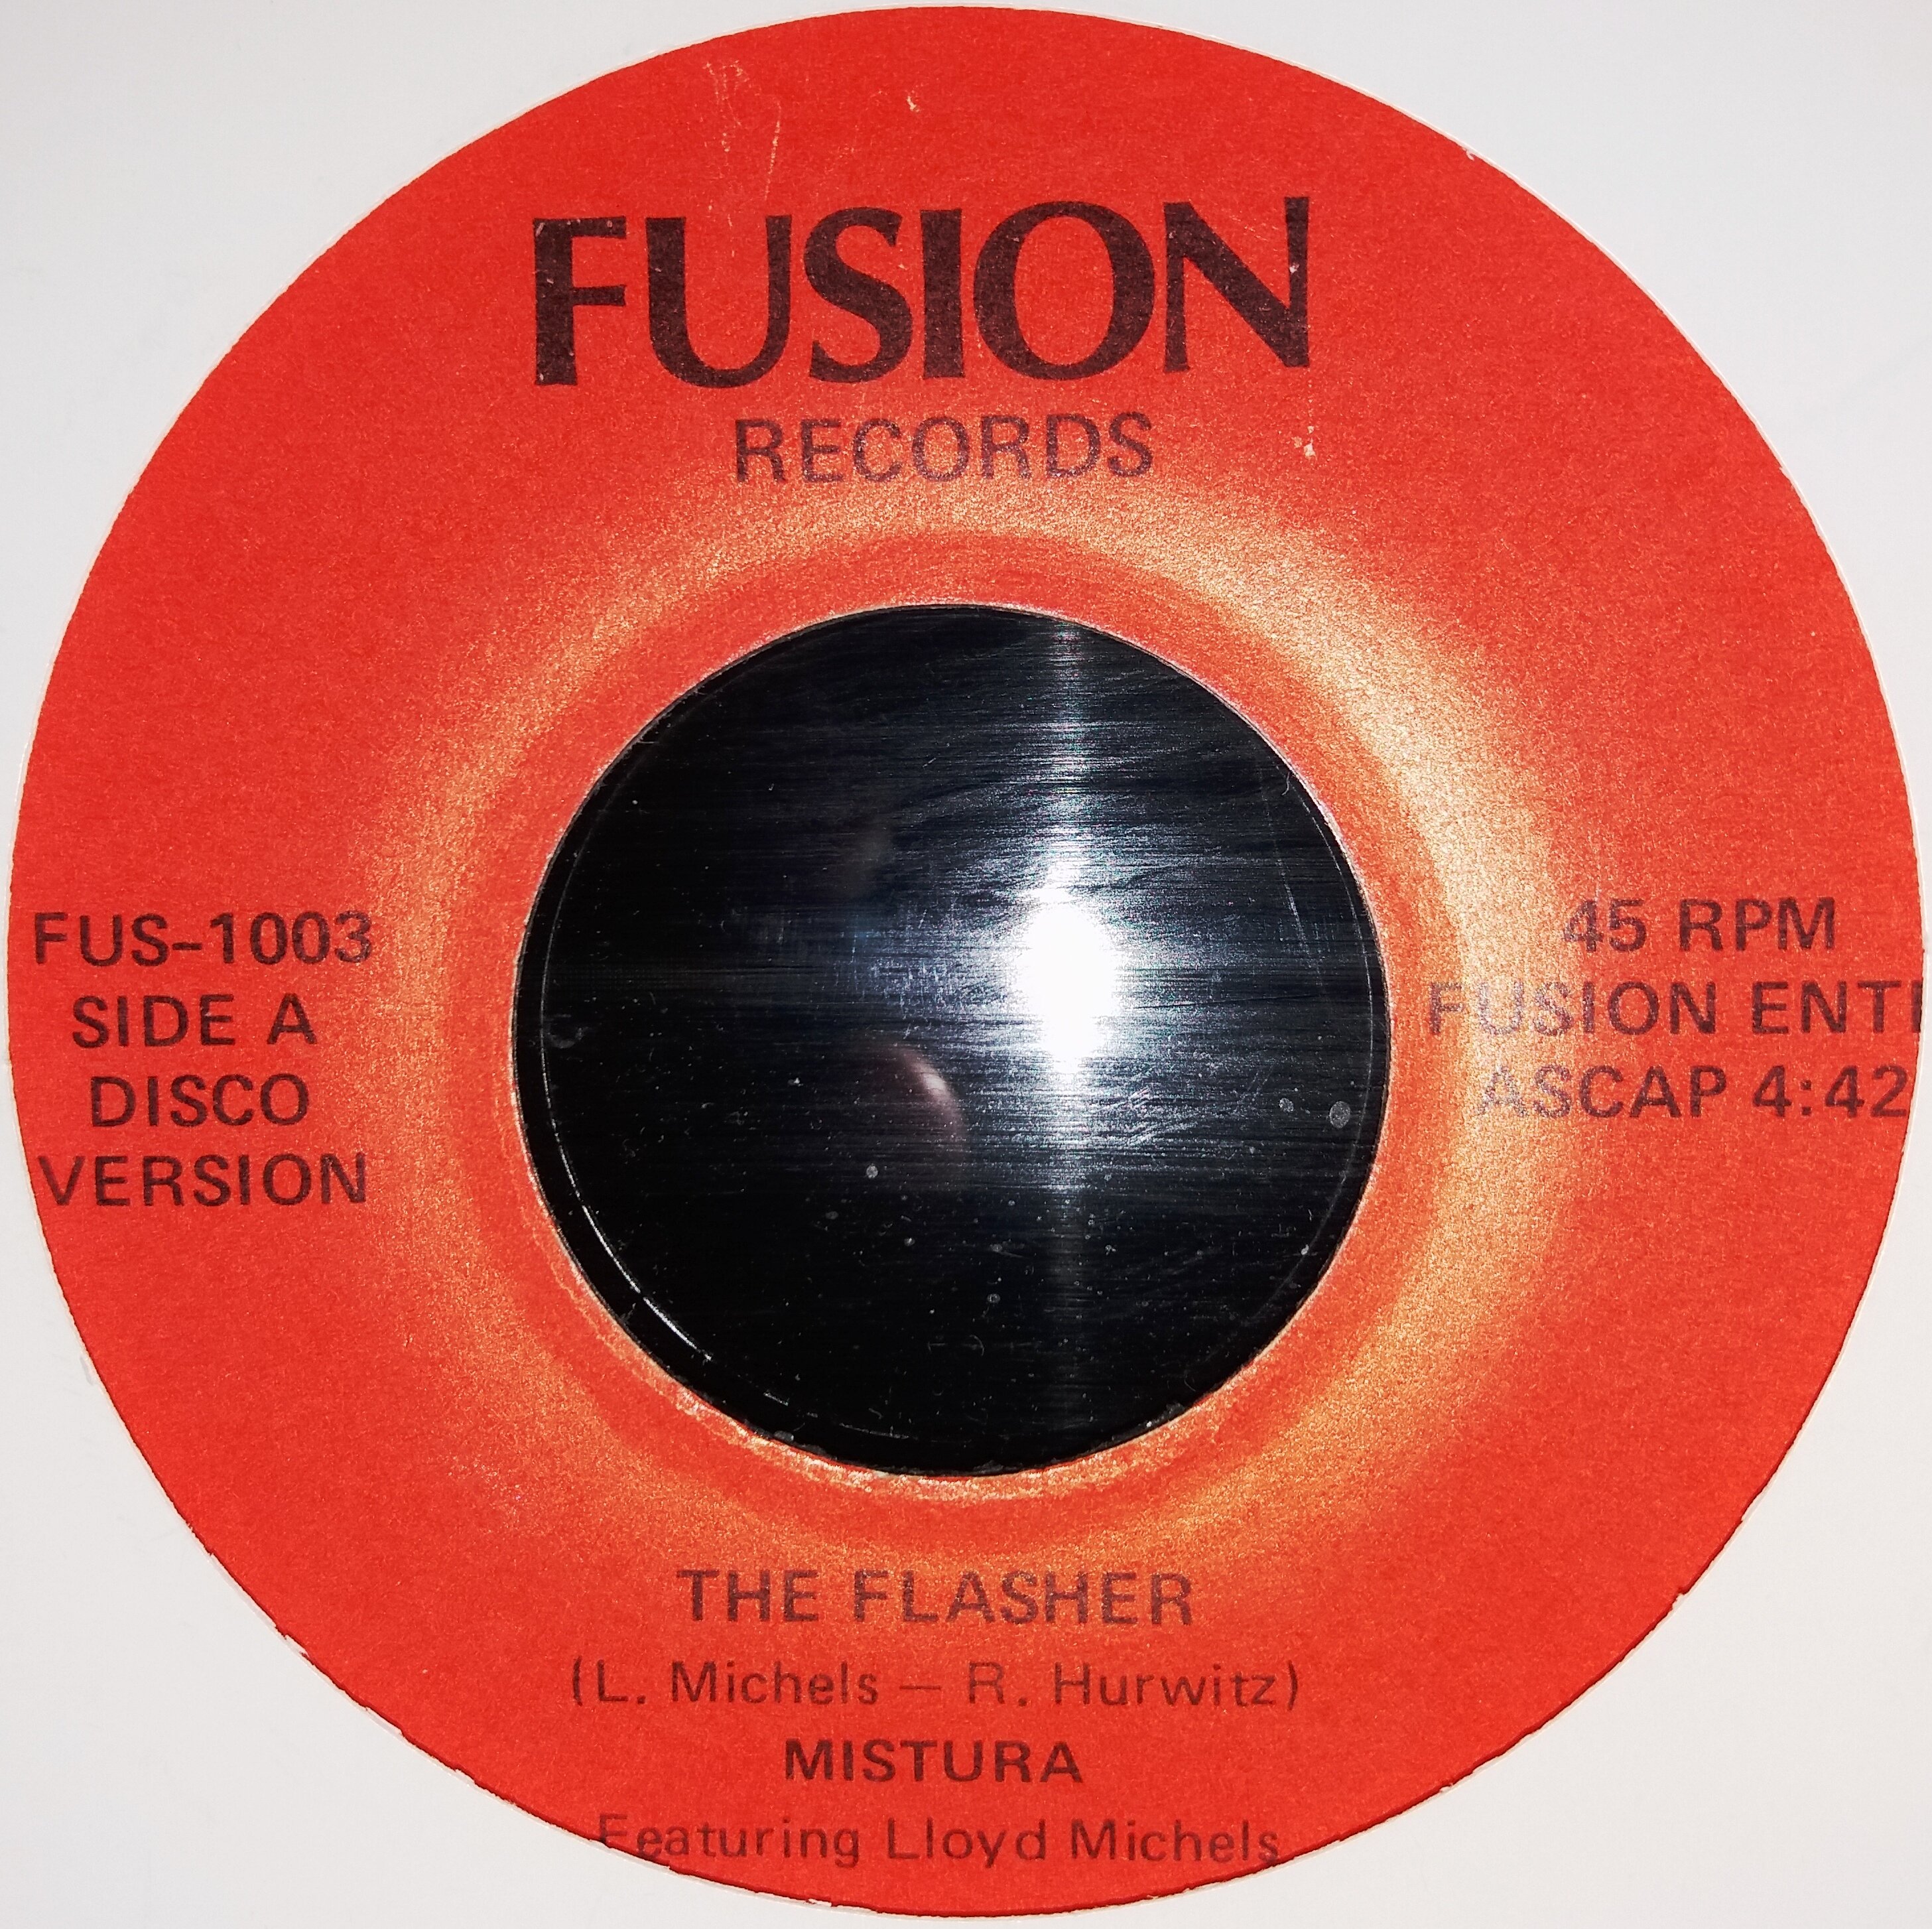 FUSION
RECORDS
FUS-1003
SIDE A
DISCO
VERSION
45 RPM
FUSION
ASCAP 4:42
THE FLASHER
(L. Michels — R. Hurwitz)
MISTURA
Featuring Lloyd Michels